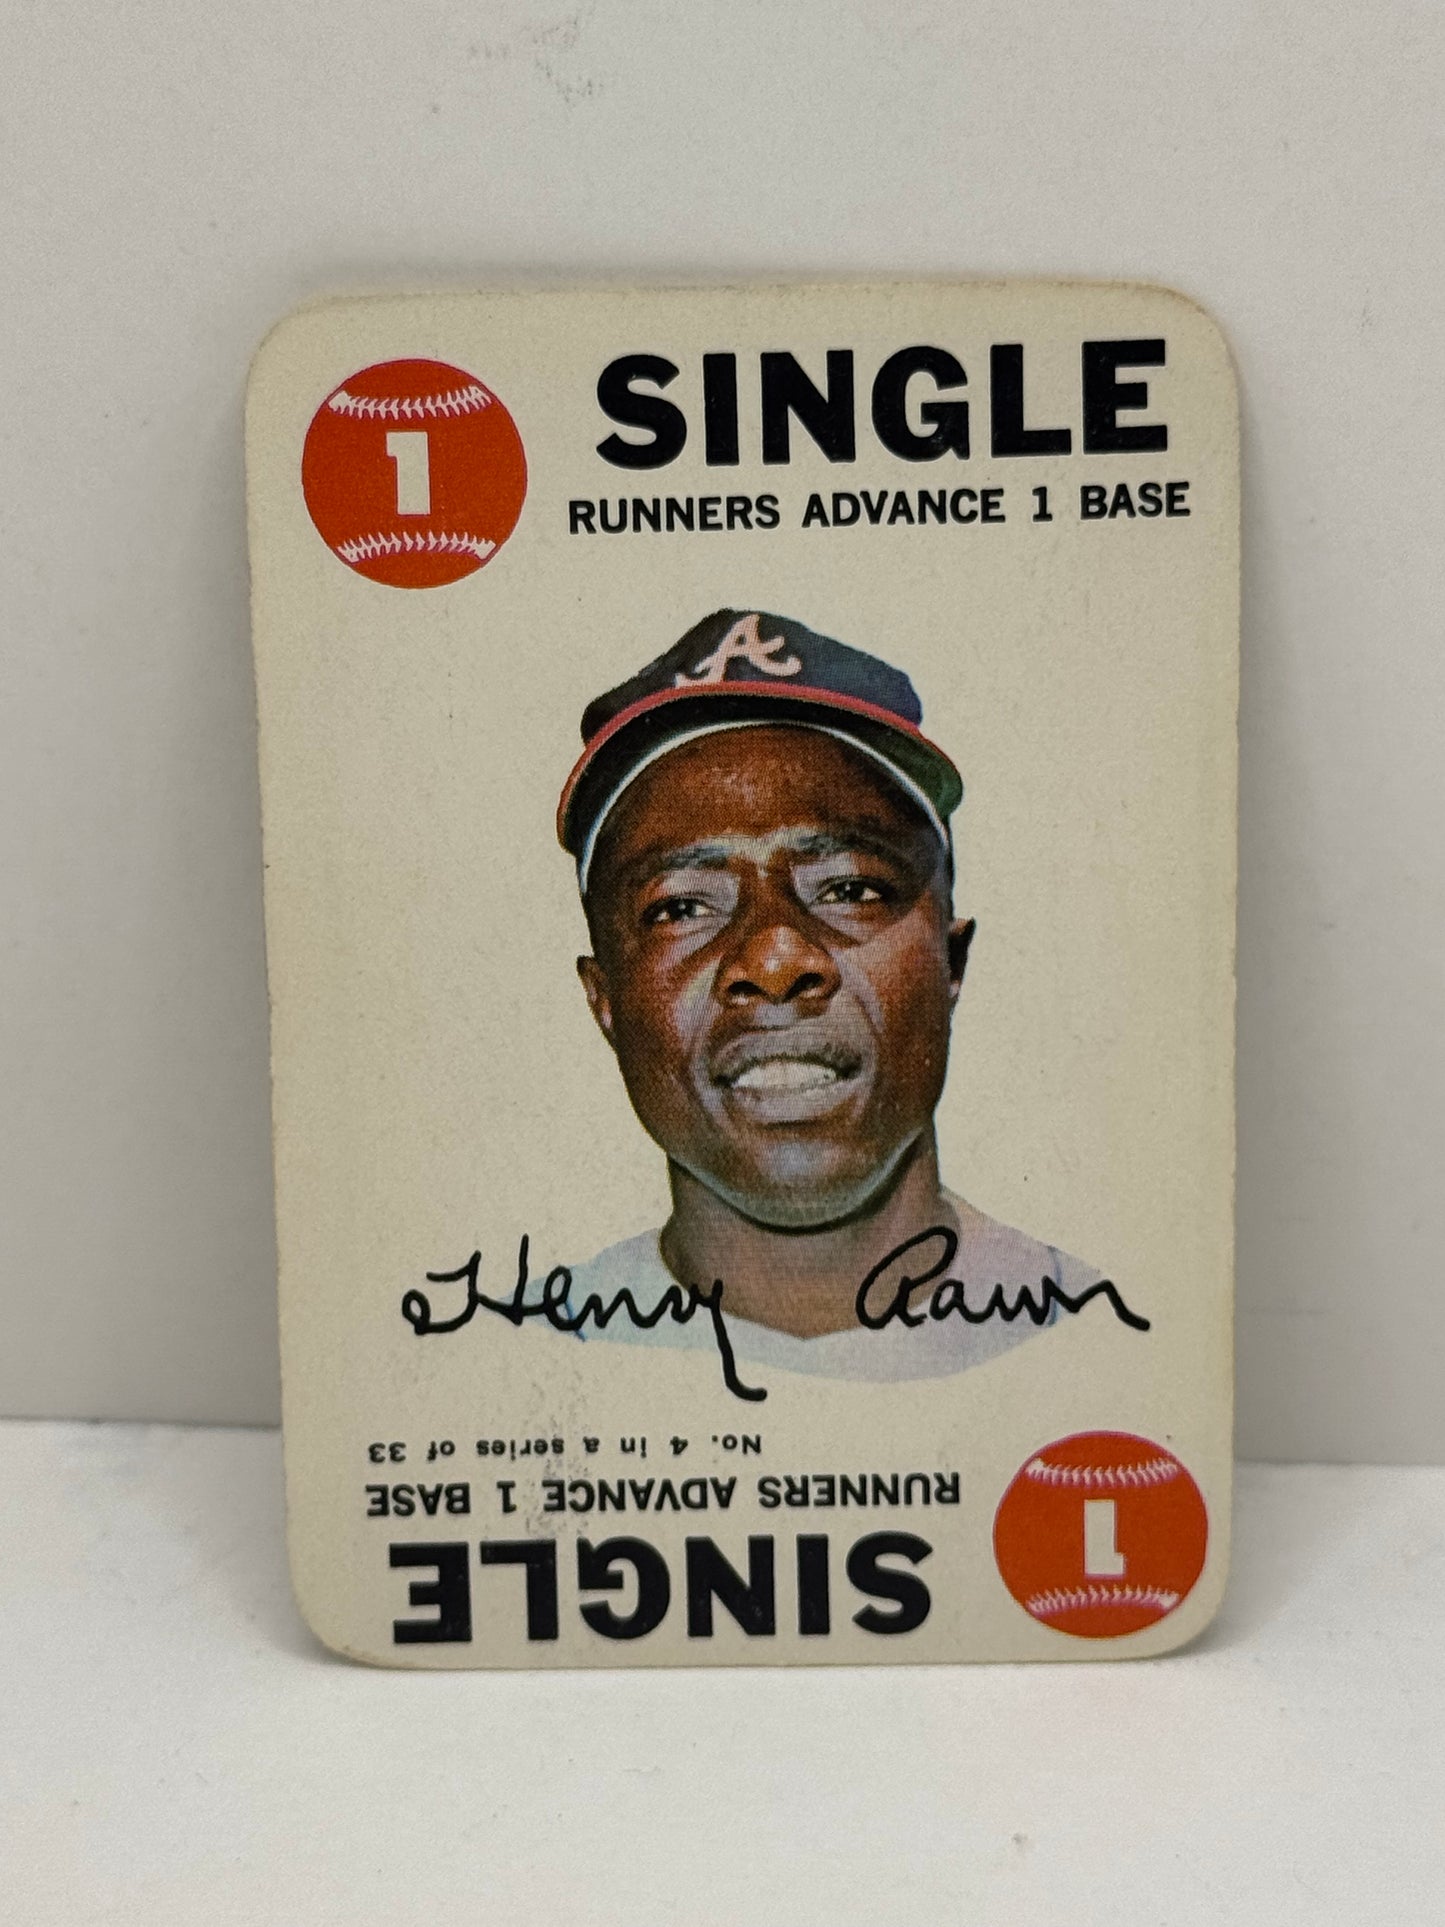 1
SINGLE
RUNNERS ADVANCE 1 BASE
A
Henry Aaron
No. 4 in a series of 33
RUNNERS ADVANCE 1 BASE
SINGLE
1